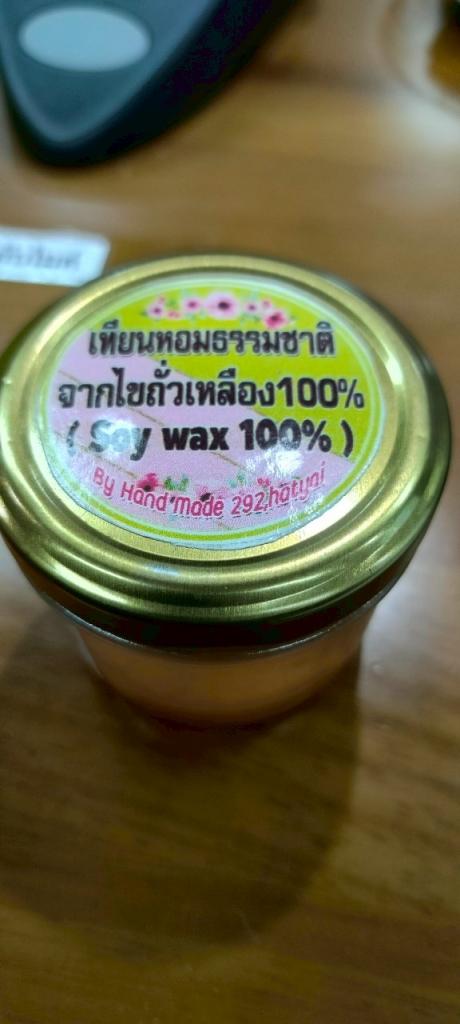 เทียนหอมธรรมชาติ
จากไขถั่วเหลือง100%
( Soy wax 100% )
By Hand Made 292,hatyai